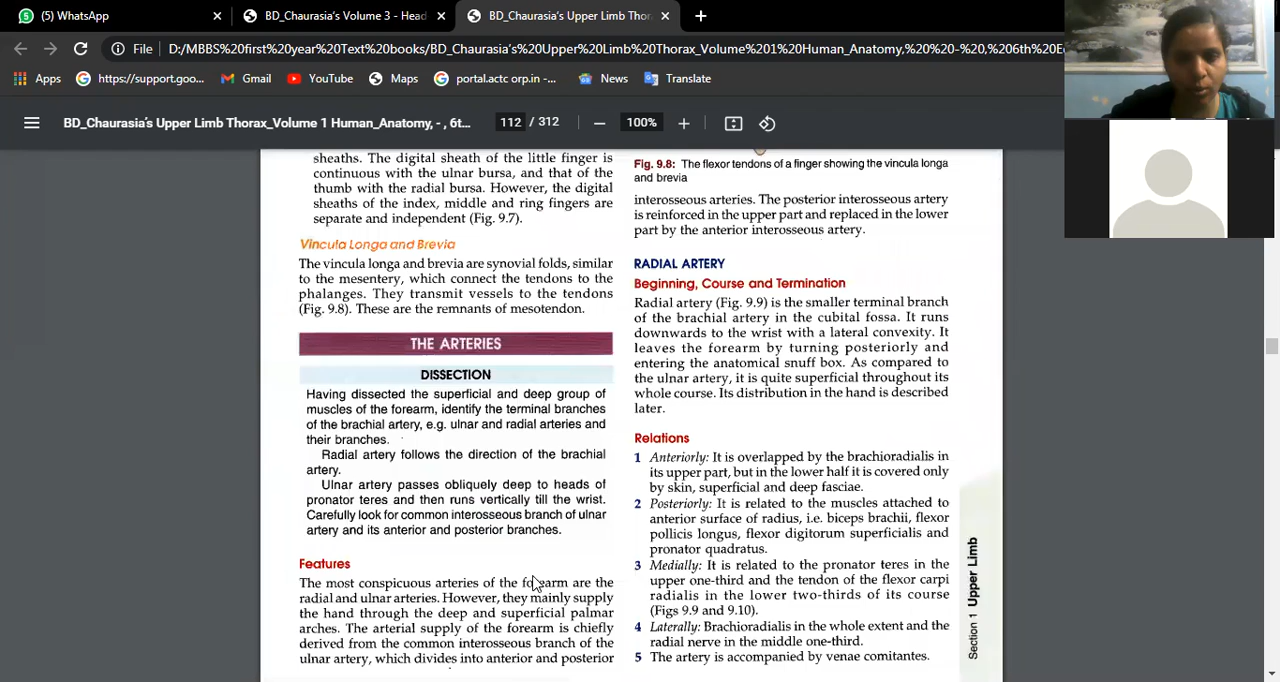 (5) WhatsApp
BD_Chaurasia's Volume 3 - Head
BD_Chaurasia's Upper Limb Thor
File
D:/MBBS%20first%20year%20Text%20books/BD_Chaurasia's%20Upper%20Limb%20Thorax_Volume%201%20Human_Anatomy,%20%20-%20,%206th%20E
Apps
https://support.goo...
Gmail
YouTube
Maps
portal.actc orp.in -...
News
Translate
BD_Chaurasia's Upper Limb Thorax_Volume 1 Human_Anatomy, - , 6t...
112 / 312
100%
sheaths. The digital sheath of the little finger is
continuous with the ulnar bursa, and that of the
thumb with the radial bursa. However, the digital
sheaths of the index, middle and ring fingers are
separate and independent (Fig. 9.7).
Vincula Longa and Brevia
The vincula longa and brevia are synovial folds, similar
to the mesentery, which connect the tendons to the
phalanges. They transmit vessels to the tendons
(Fig. 9.8). These are the remnants of mesotendon.
THE ARTERIES
DISSECTION
Having dissected the superficial and deep group of
muscles of the forearm, identify the terminal branches
of the brachial artery, e.g. ulnar and radial arteries and
their branches.
Radial artery follows the direction of the brachial
artery.
Ulnar artery passes obliquely deep to heads of
pronator teres and then runs vertically till the wrist.
Carefully look for common interosseous branch of ulnar
artery and its anterior and posterior branches.
Features
The most conspicuous arteries of the forearm are the
radial and ulnar arteries. However, they mainly supply
the hand through the deep and superficial palmar
arches. The arterial supply of the forearm is chiefly
derived from the common interosseous branch of the
ulnar artery, which divides into anterior and posterior
Fig. 9.8: The flexor tendons of a finger showing the vincula longa
and brevia
interosseous arteries. The posterior interosseous artery
is reinforced in the upper part and replaced in the lower
part by the anterior interosseous artery.
RADIAL ARTERY
Beginning, Course and Termination
Radial artery (Fig. 9.9) is the smaller terminal branch
of the brachial artery in the cubital fossa. It runs
downwards to the wrist with a lateral convexity. It
leaves the forearm by turning posteriorly and
entering the anatomical snuff box. As compared to
the ulnar artery, it is quite superficial throughout its
whole course. Its distribution in the hand is described
later.
Relations
1 Anteriorly: It is overlapped by the brachioradialis in
its upper part, but in the lower half it is covered only
by skin, superficial and deep fasciae.
2 Posteriorly: It is related to the muscles attached to
anterior surface of radius, i.e. biceps brachii, flexor
pollicis longus, flexor digitorum superficialis and
pronator quadratus.
3 Medially: It is related to the pronator teres in the
upper one-third and the tendon of the flexor carpi
radialis in the lower two-thirds of its course
(Figs 9.9 and 9.10).
4 Laterally: Brachioradialis in the whole extent and the
radial nerve in the middle one-third.
5 The artery is accompanied by venae comitantes.
Section 1 Upper Limb